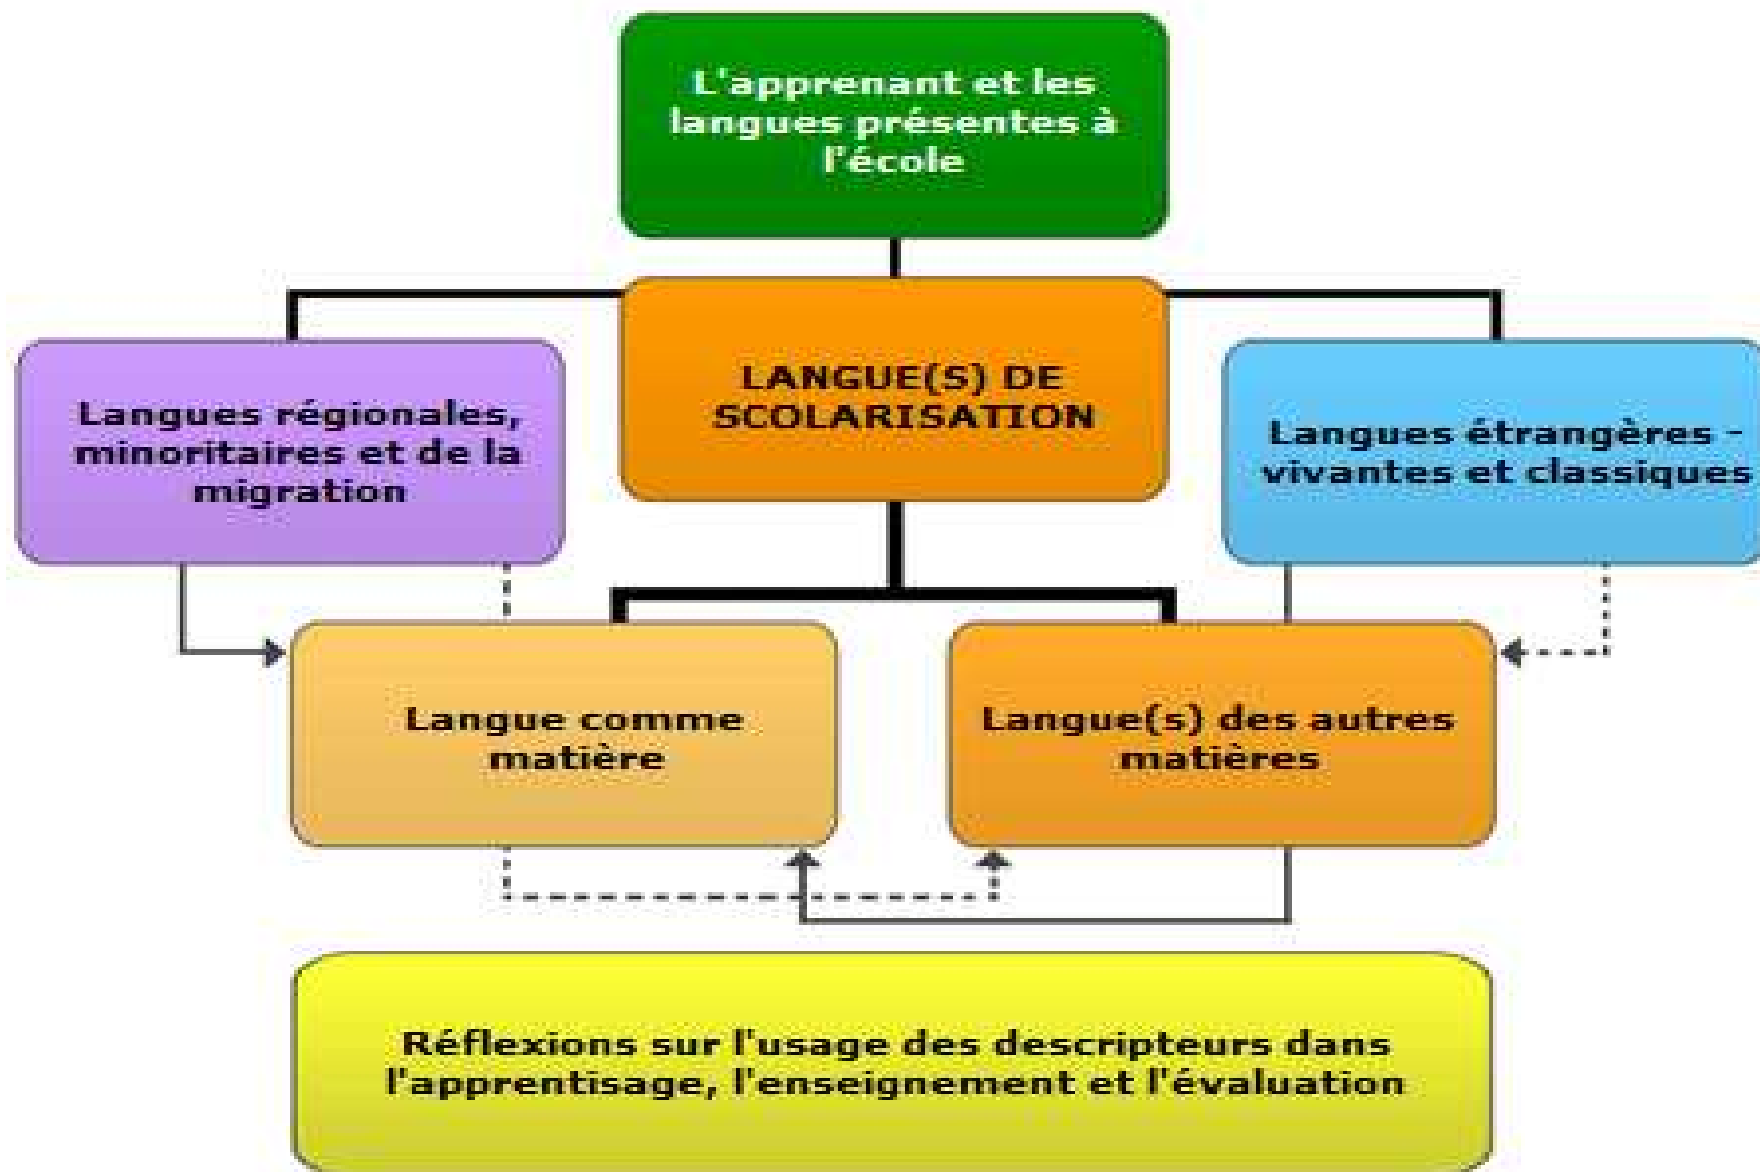 L'apprenant et les
langues présentes à
l'école
LANGUE(S) DE
SCOLARISATION
Langues régionales,
minoritaires et de la
migration
Langues étrangères -
vivantes et classiques
Langue comme
matière
Langue(s) des autres
matières
Réflexions sur l'usage des descripteurs dans
l'apprentisage, l'enseignement et l'évaluation